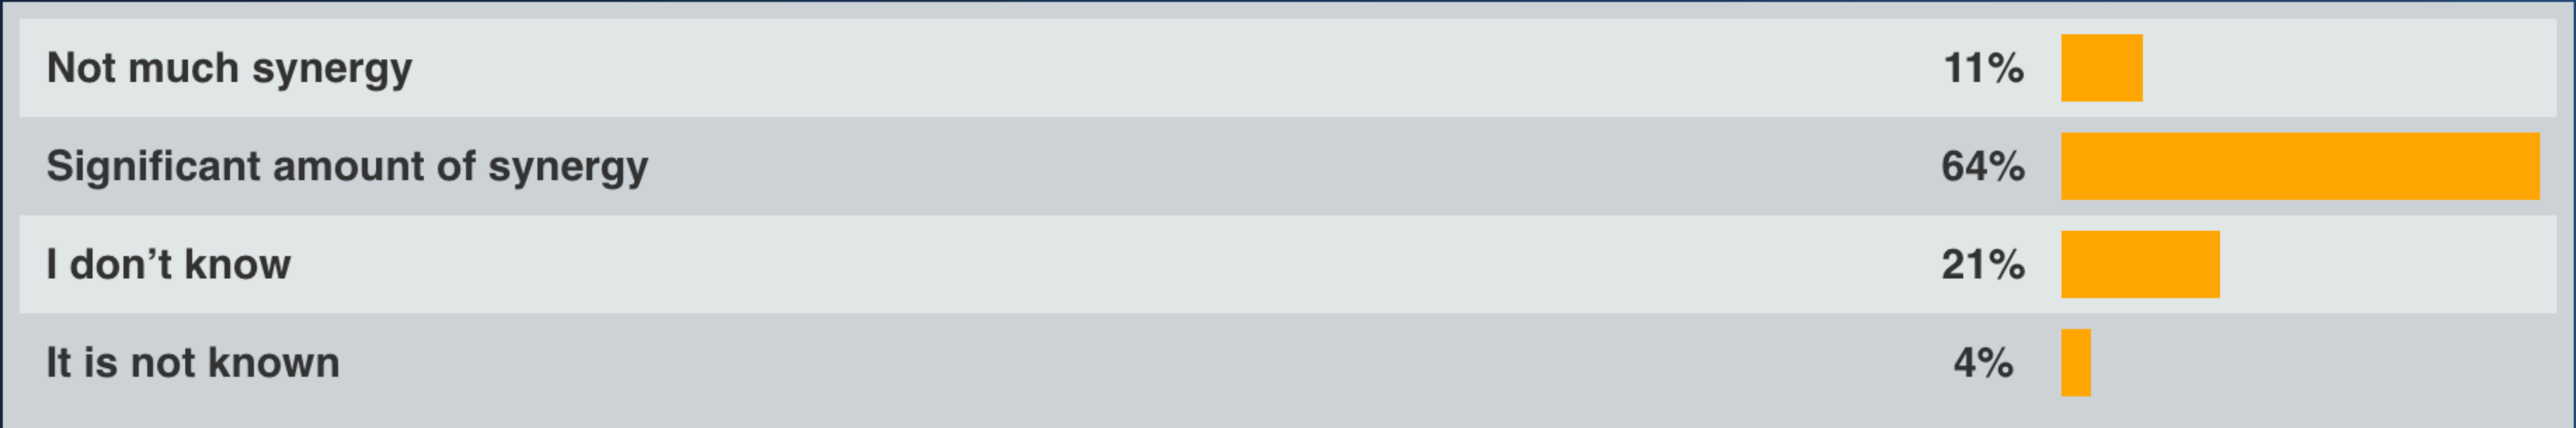 Not much synergy 11%
Significant amount of synergy 64%
I don’t know 21%
It is not known 4%